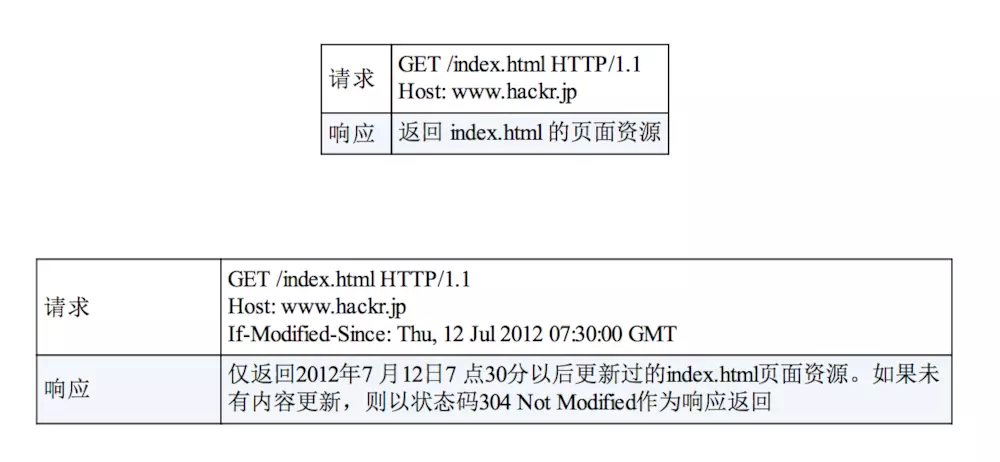 请求
GET /index.html HTTP/1.1
Host: www.hackr.jp
响应
返回 index.html 的页面资源
请求
GET /index.html HTTP/1.1
Host: www.hackr.jp
If-Modified-Since: Thu, 12 Jul 2012 07:30:00 GMT
响应
仅返回2012年7 月12日7 点30分以后更新过的index.html页面资源。如果未
有内容更新，则以状态码304 Not Modified作为响应返回